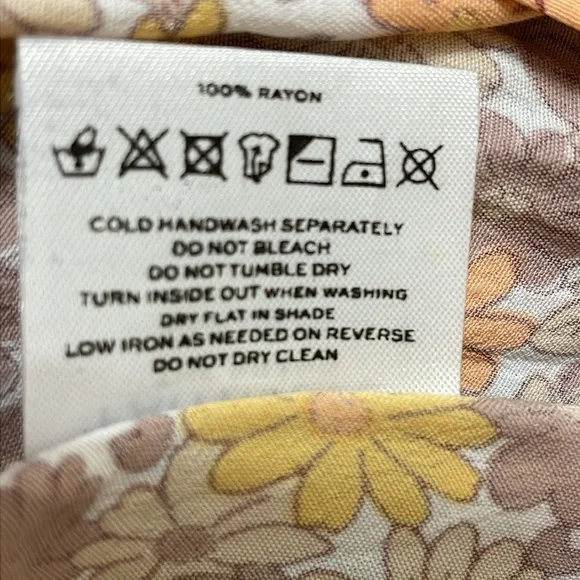 100% RAYON
COLD HANDWASH SEPARATELY
DO NOT BLEACH
DO NOT TUMBLE DRY
TURN INSIDE OUT WHEN WASHING
DRY FLAT IN SHADE
LOW IRON AS NEEDED ON REVERSE
DO NOT DRY CLEAN